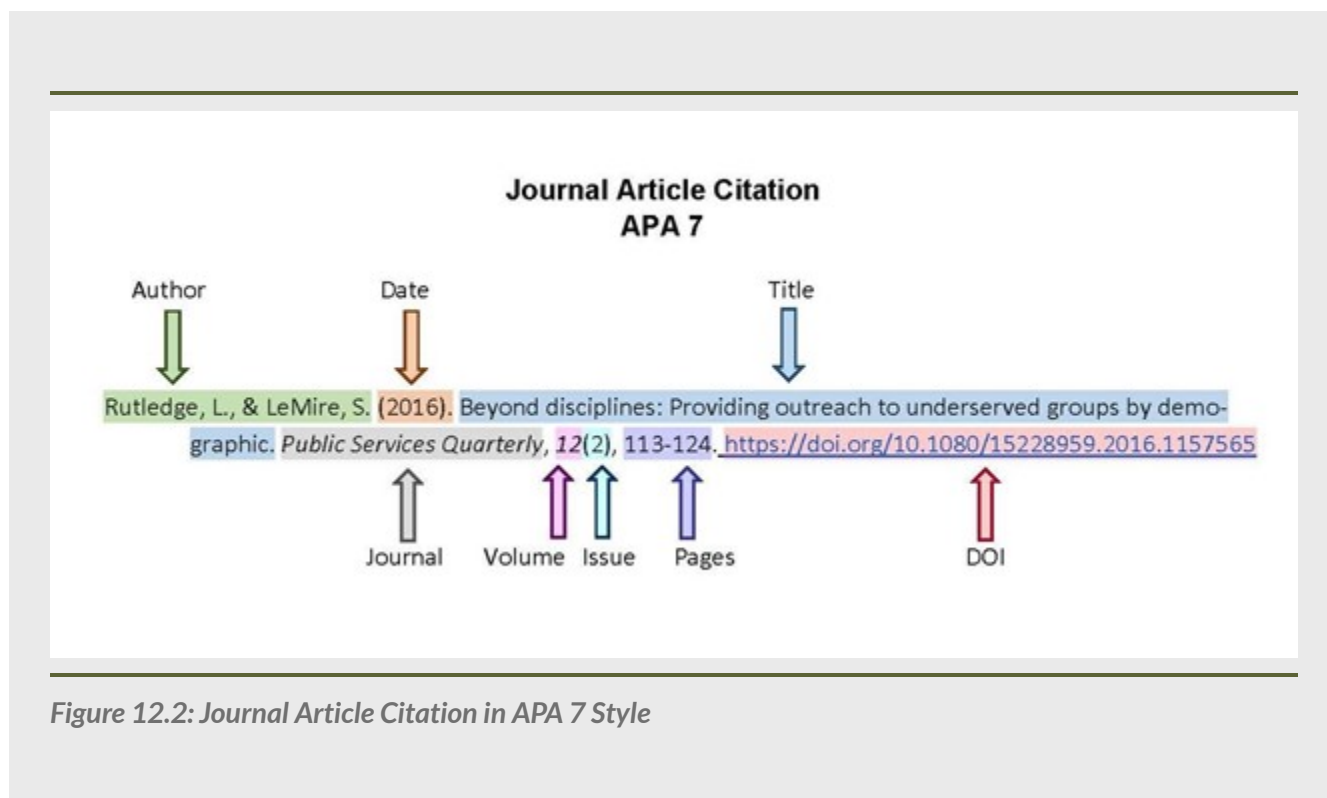 Journal Article Citation
APA 7
Author Date Title
Rutledge, L., & LeMire, S. (2016). Beyond disciplines: Providing outreach to underserved groups by demo-
graphic. Public Services Quarterly, 12(2), 113-124. https://doi.org/10.1080/15228959.2016.1157565
Journal Volume Issue Pages DOI
Figure 12.2: Journal Article Citation in APA 7 Style